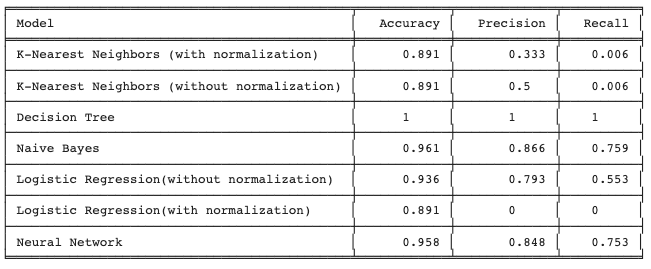 Model Accuracy Precision Recall
K-Nearest Neighbors (with normalization) 0.891 0.333 0.006
K-Nearest Neighbors (without normalization) 0.891 0.5 0.006
Decision Tree 1 1 1
Naive Bayes 0.961 0.866 0.759
Logistic Regression(without normalization) 0.936 0.793 0.553
Logistic Regression(with normalization) 0.891 0 0
Neural Network 0.958 0.848 0.753